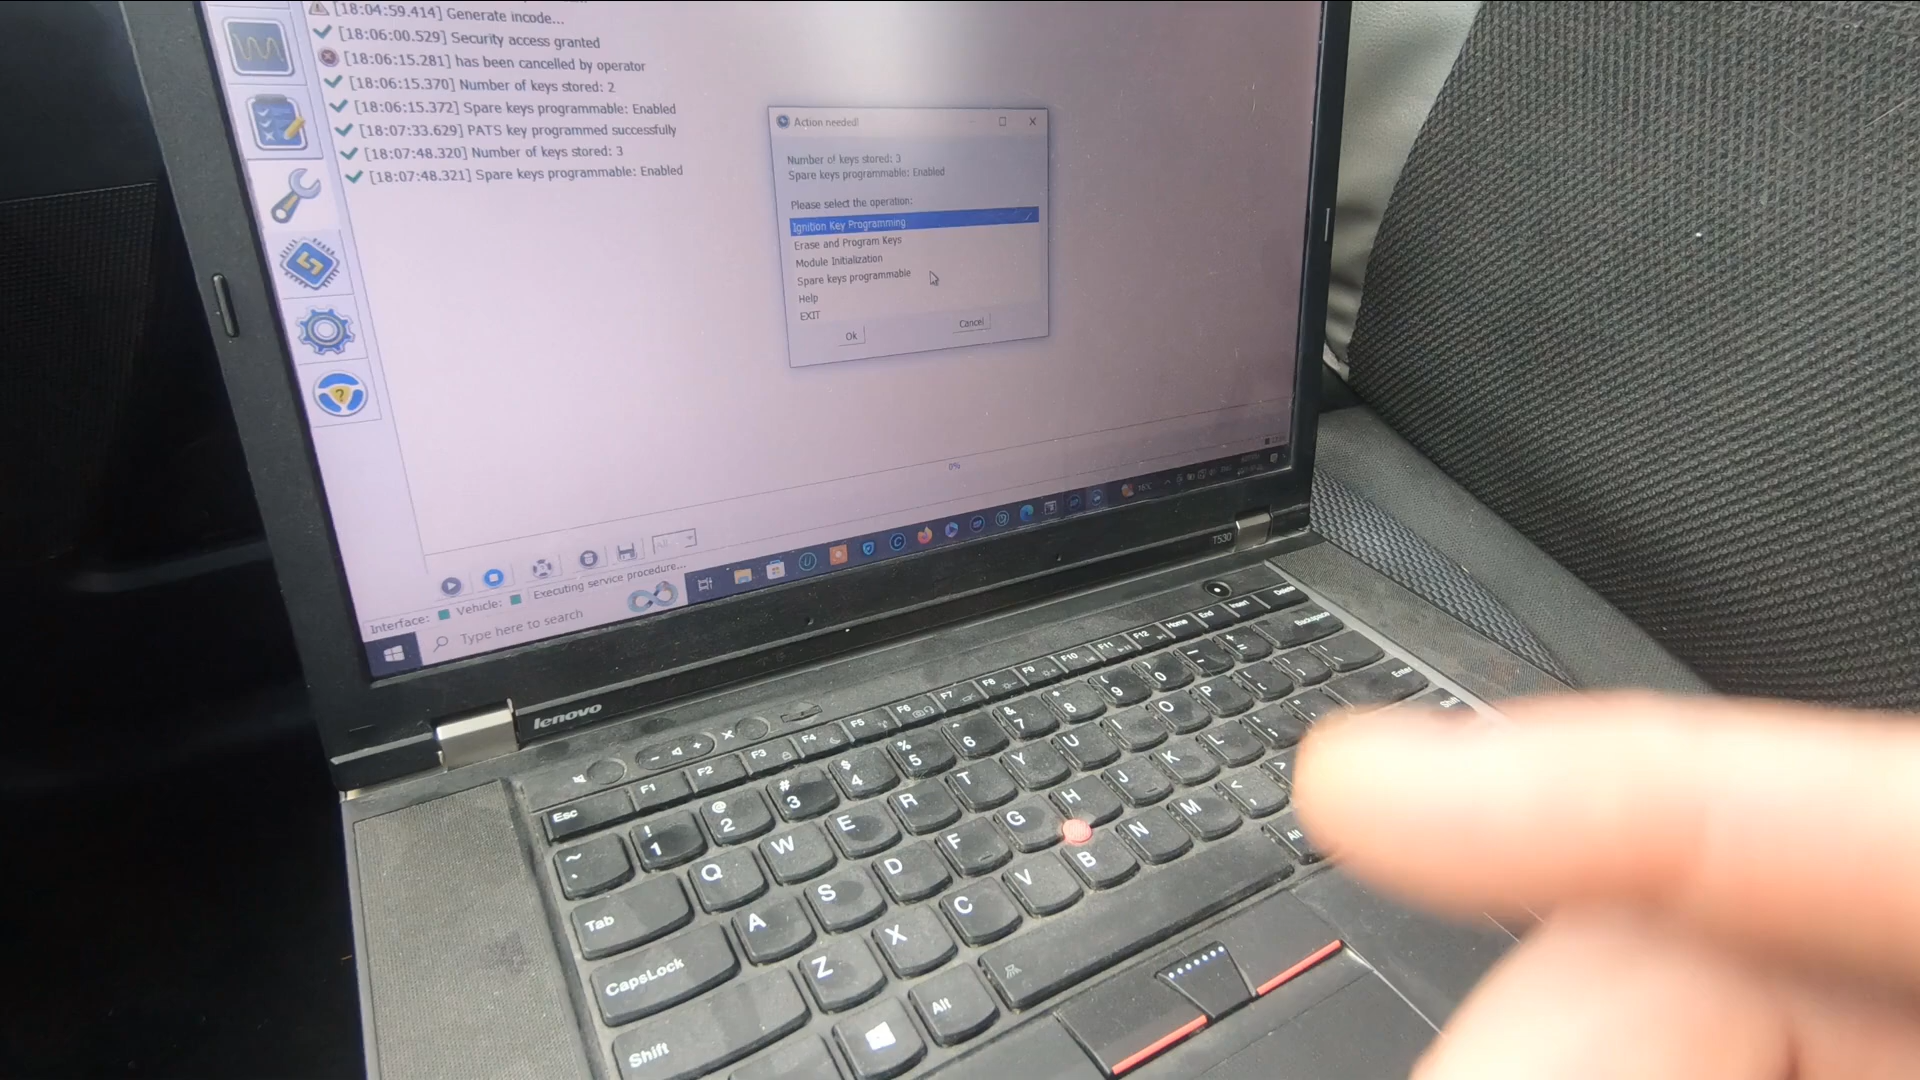 [18:04:59.414] Generate incode...
[18:06:00.529] Security access granted
[18:06:15.281] has been cancelled by operator
[18:06:15.370] Number of keys stored: 2
[18:06:15.372] Spare keys programmable: Enabled
[18:07:33.629] PATS key programmed successfully
[18:07:48.320] Number of keys stored: 3
[18:07:48.321] Spare keys programmable: Enabled
Action needed!
Number of keys stored: 3
Spare keys programmable: Enabled
Please select the operation:
Ignition Key Programming
Erase and Program Keys
Module Initialization
Spare keys programmable
Help
EXIT
Ok
Cancel
0%
Interface:
Vehicle:
Executing service procedure...
Type here to search
16°C
T530
lenovo
Home End Insert Delete
Esc F1 F2 F3 F4 F5 F6 F7 F8 F9 F10 F11 F12
~ ! 1 @ 2 # 3 $ 4 % 5 ^ 6 & 7 * 8 ( 9 ) 0 - + = Backspace
Tab Q W E R T Y U I O P [ ] \
CapsLock A S D F G H J K L : ; " ' Enter
Shift Z X C V B N M < , > Shift
Alt Alt